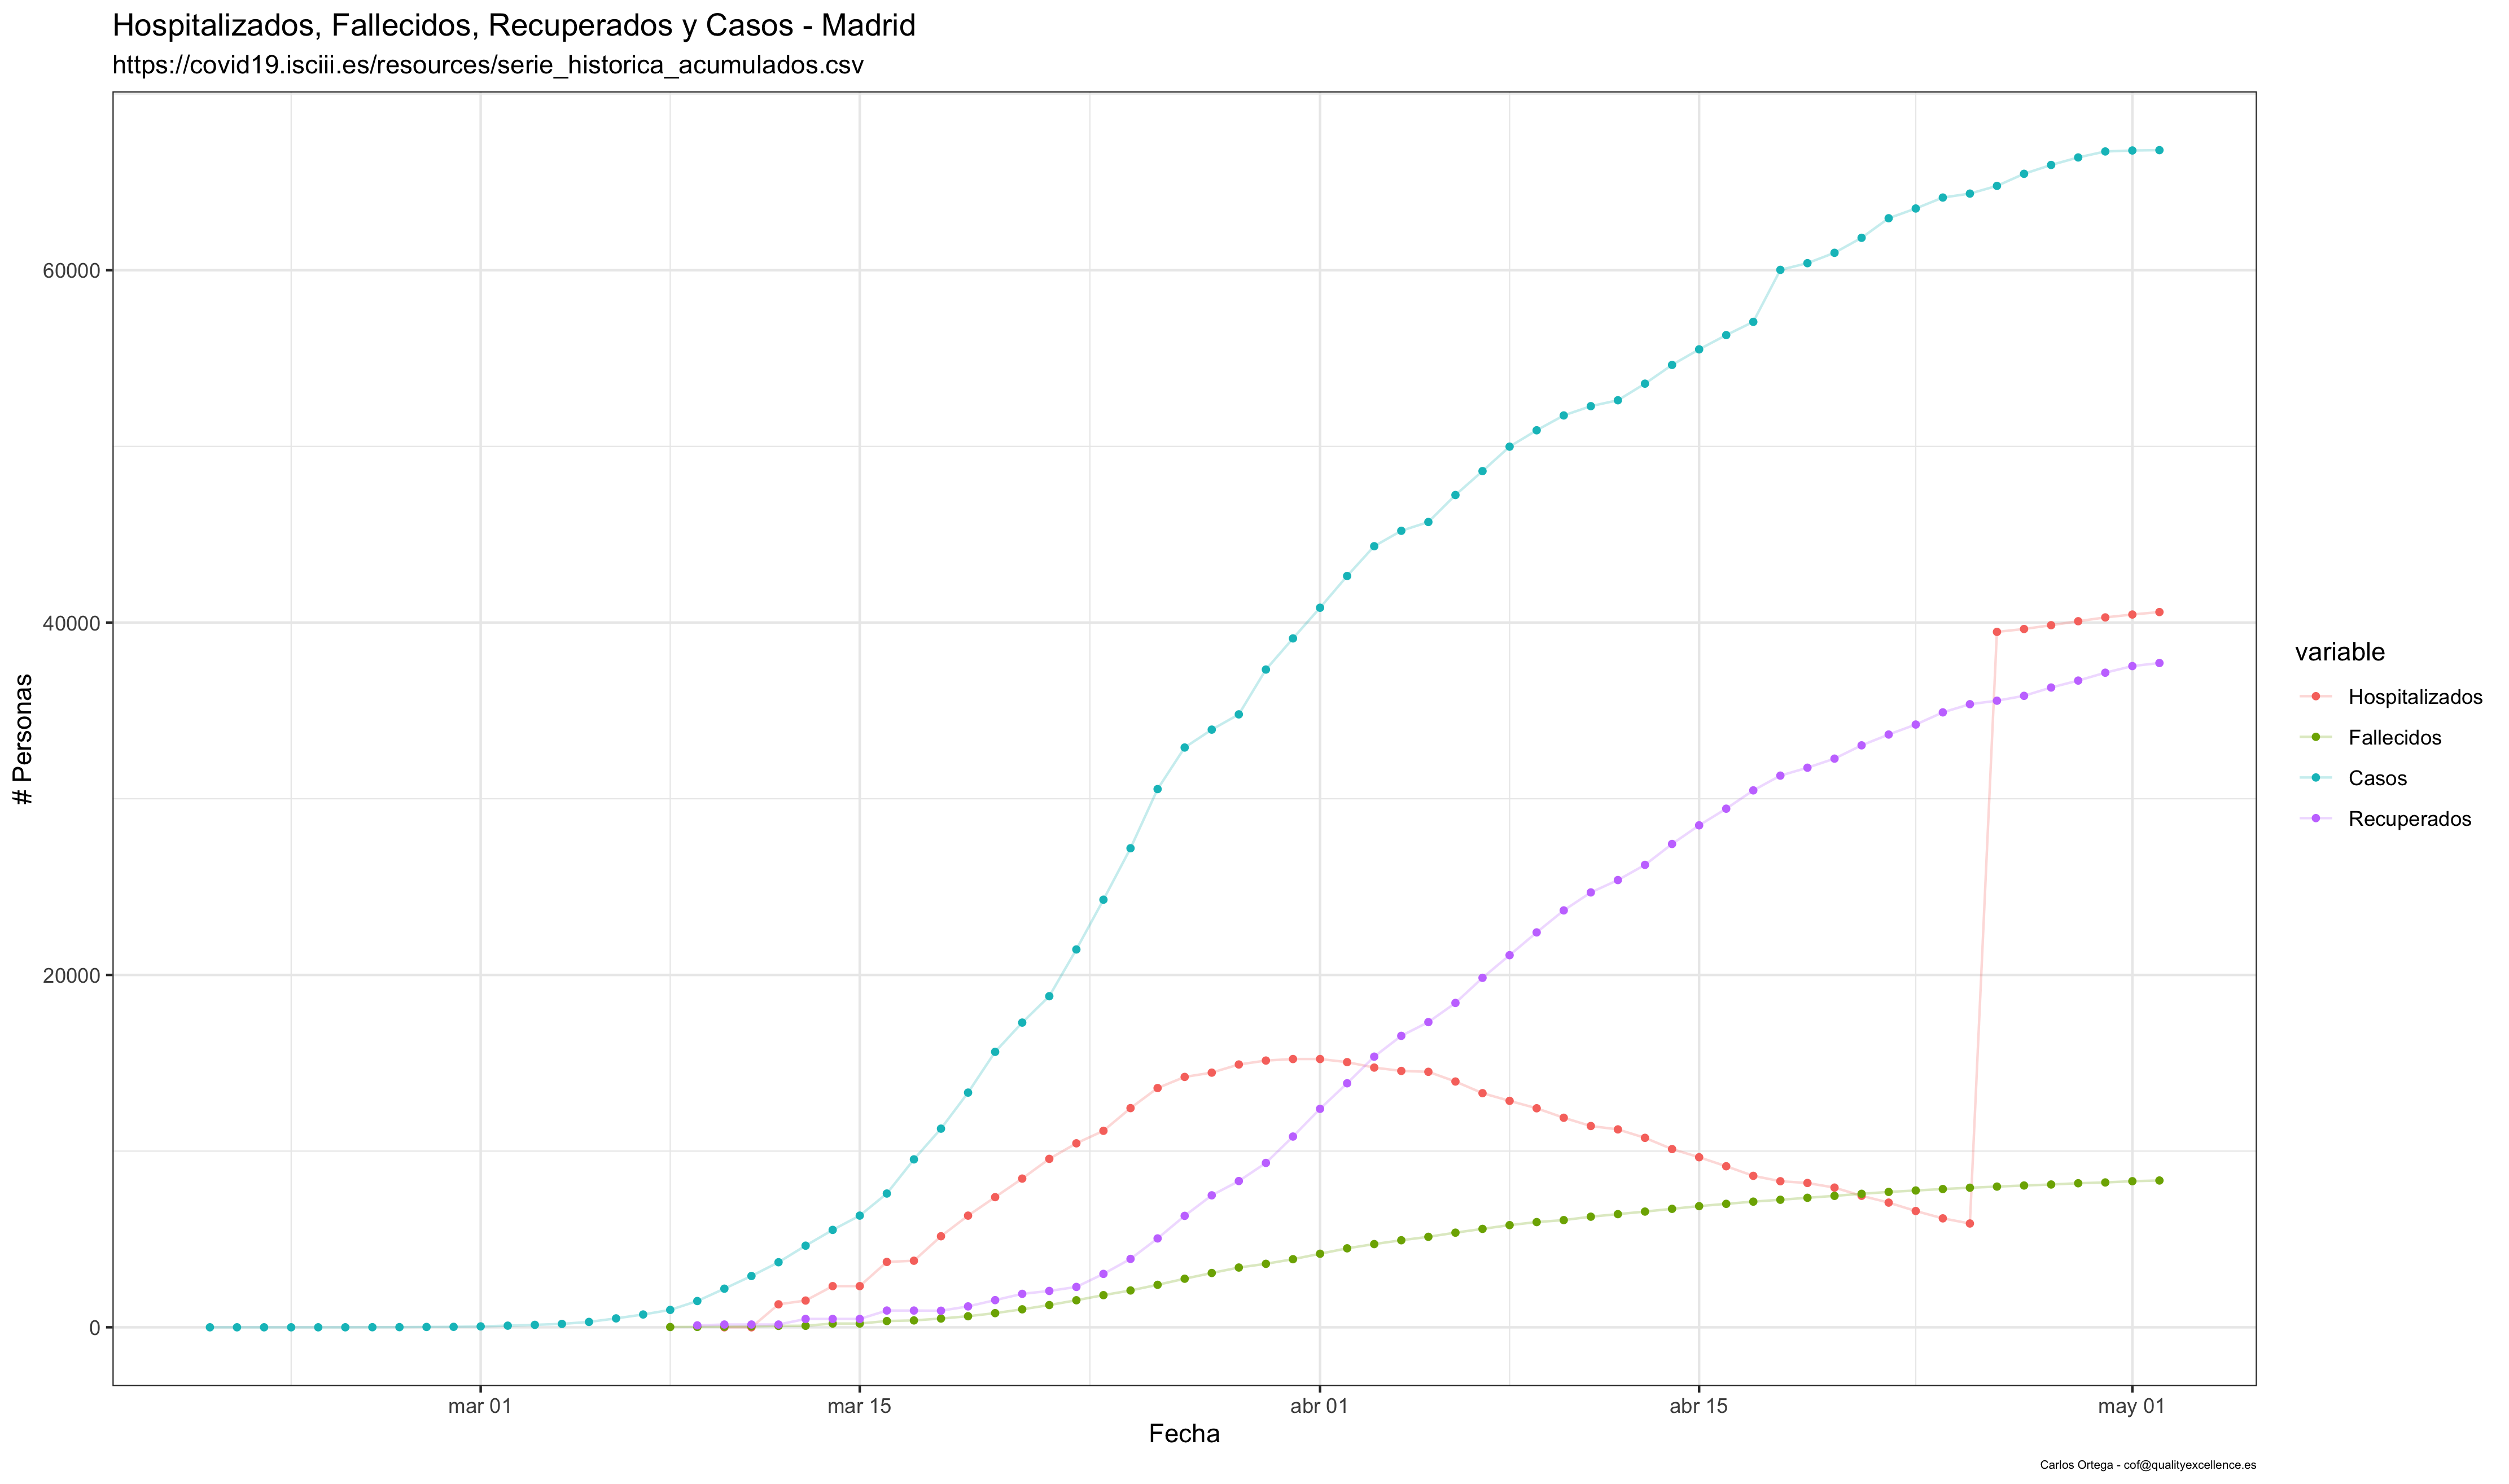 Hospitalizados, Fallecidos, Recuperados y Casos - Madrid
https://covid19.isciii.es/resources/serie_historica_acumulados.csv
# Personas
60000
40000
20000
0
mar 01
mar 15
abr 01
abr 15
may 01
Fecha
variable
Hospitalizados
Fallecidos
Casos
Recuperados
Carlos Ortega - cof@qualityexcellence.es